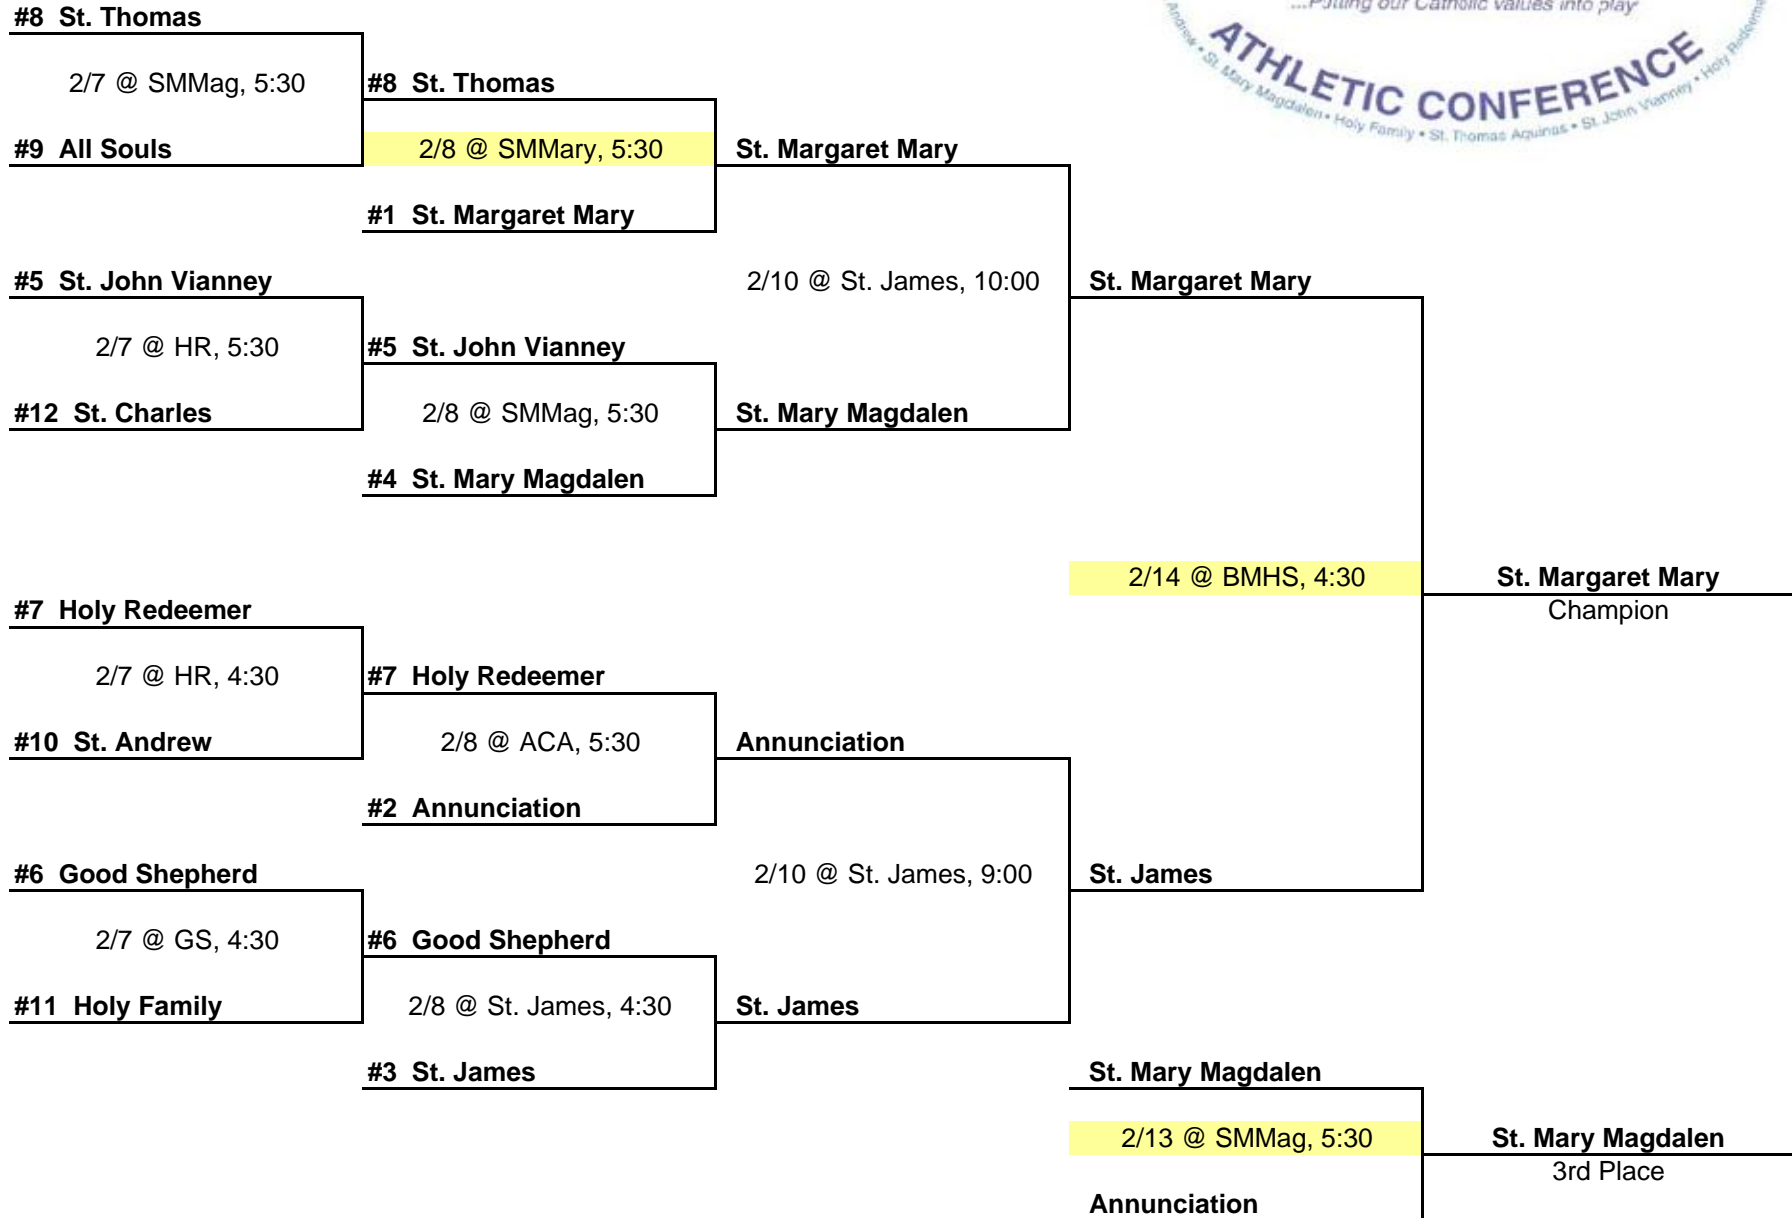 #8 St. Thomas
2/7 @ SMMag, 5:30
#9 All Souls
#8 St. Thomas
2/8 @ SMMary, 5:30
#1 St. Margaret Mary
St. Margaret Mary
#5 St. John Vianney
2/7 @ HR, 5:30
#12 St. Charles
#5 St. John Vianney
2/8 @ SMMag, 5:30
#4 St. Mary Magdalen
St. Mary Magdalen
2/10 @ St. James, 10:00
St. Margaret Mary
#7 Holy Redeemer
2/7 @ HR, 4:30
#10 St. Andrew
#7 Holy Redeemer
2/8 @ ACA, 5:30
#2 Annunciation
Annunciation
#6 Good Shepherd
2/7 @ GS, 4:30
#11 Holy Family
#6 Good Shepherd
2/8 @ St. James, 4:30
#3 St. James
St. James
2/10 @ St. James, 9:00
St. James
2/14 @ BMHS, 4:30
St. Margaret Mary
Champion
St. Mary Magdalen
2/13 @ SMMag, 5:30
Annunciation
St. Mary Magdalen
3rd Place
...Putting our Catholic values into play
ATHLETIC CONFERENCE
Andrew • St. Mary Magdalen • Holy Family • St. Thomas Aquinas • St. John Vianney • Holy